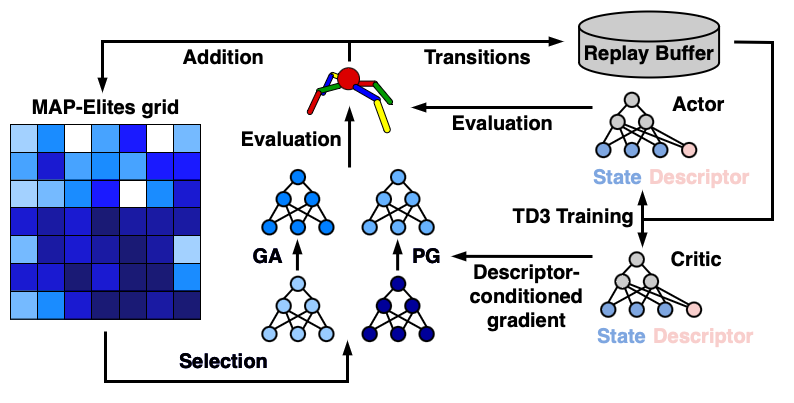 Addition
Transitions
Replay Buffer
MAP-Elites grid
Actor
Evaluation
Evaluation
State Descriptor
TD3 Training
GA
PG
Critic
Descriptor-
conditioned
gradient
State Descriptor
Selection